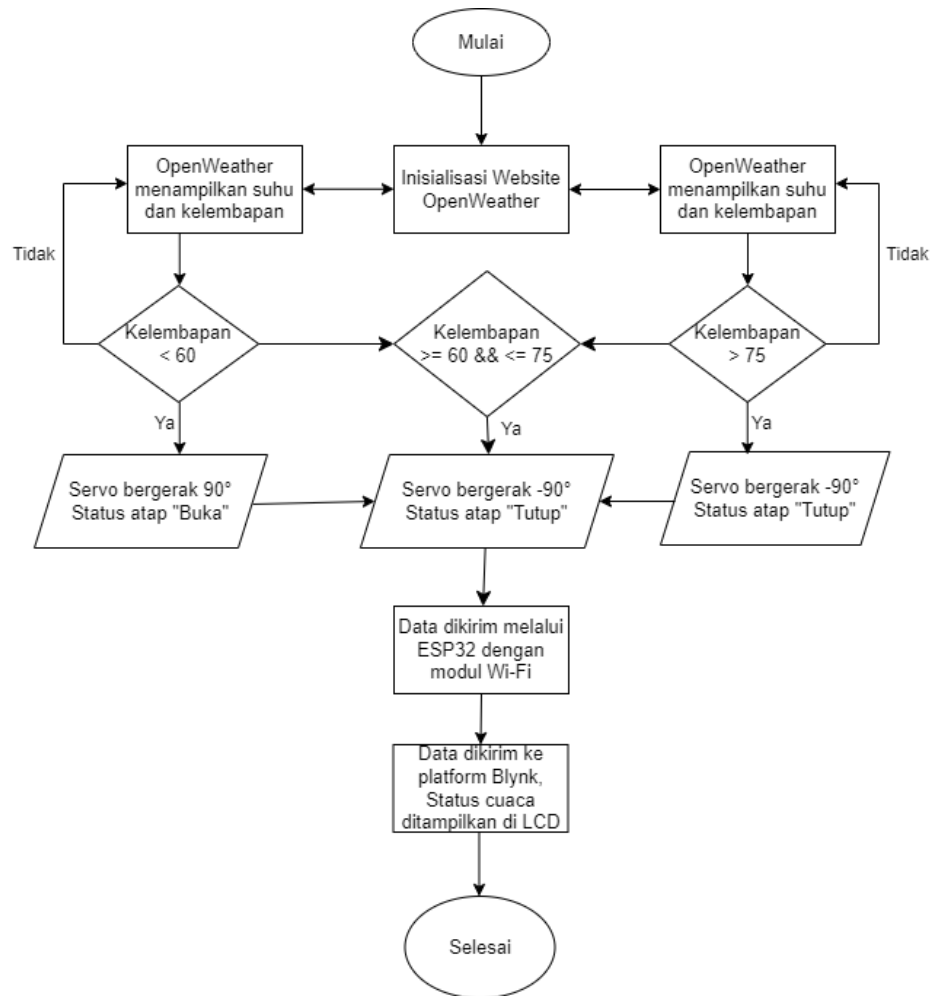 Mulai
OpenWeather
menampilkan suhu
dan kelembapan
Inisialisasi Website
OpenWeather
OpenWeather
menampilkan suhu
dan kelembapan
Tidak
Tidak
Kelembapan
< 60
Kelembapan
>= 60 && <= 75
Kelembapan
> 75
Ya
Ya
Ya
Servo bergerak 90°
Status atap "Buka"
Servo bergerak -90°
Status atap "Tutup"
Servo bergerak -90°
Status atap "Tutup"
Data dikirim melalui
ESP32 dengan
modul Wi-Fi
Data dikirim ke
platform Blynk,
Status cuaca
ditampilkan di LCD
Selesai